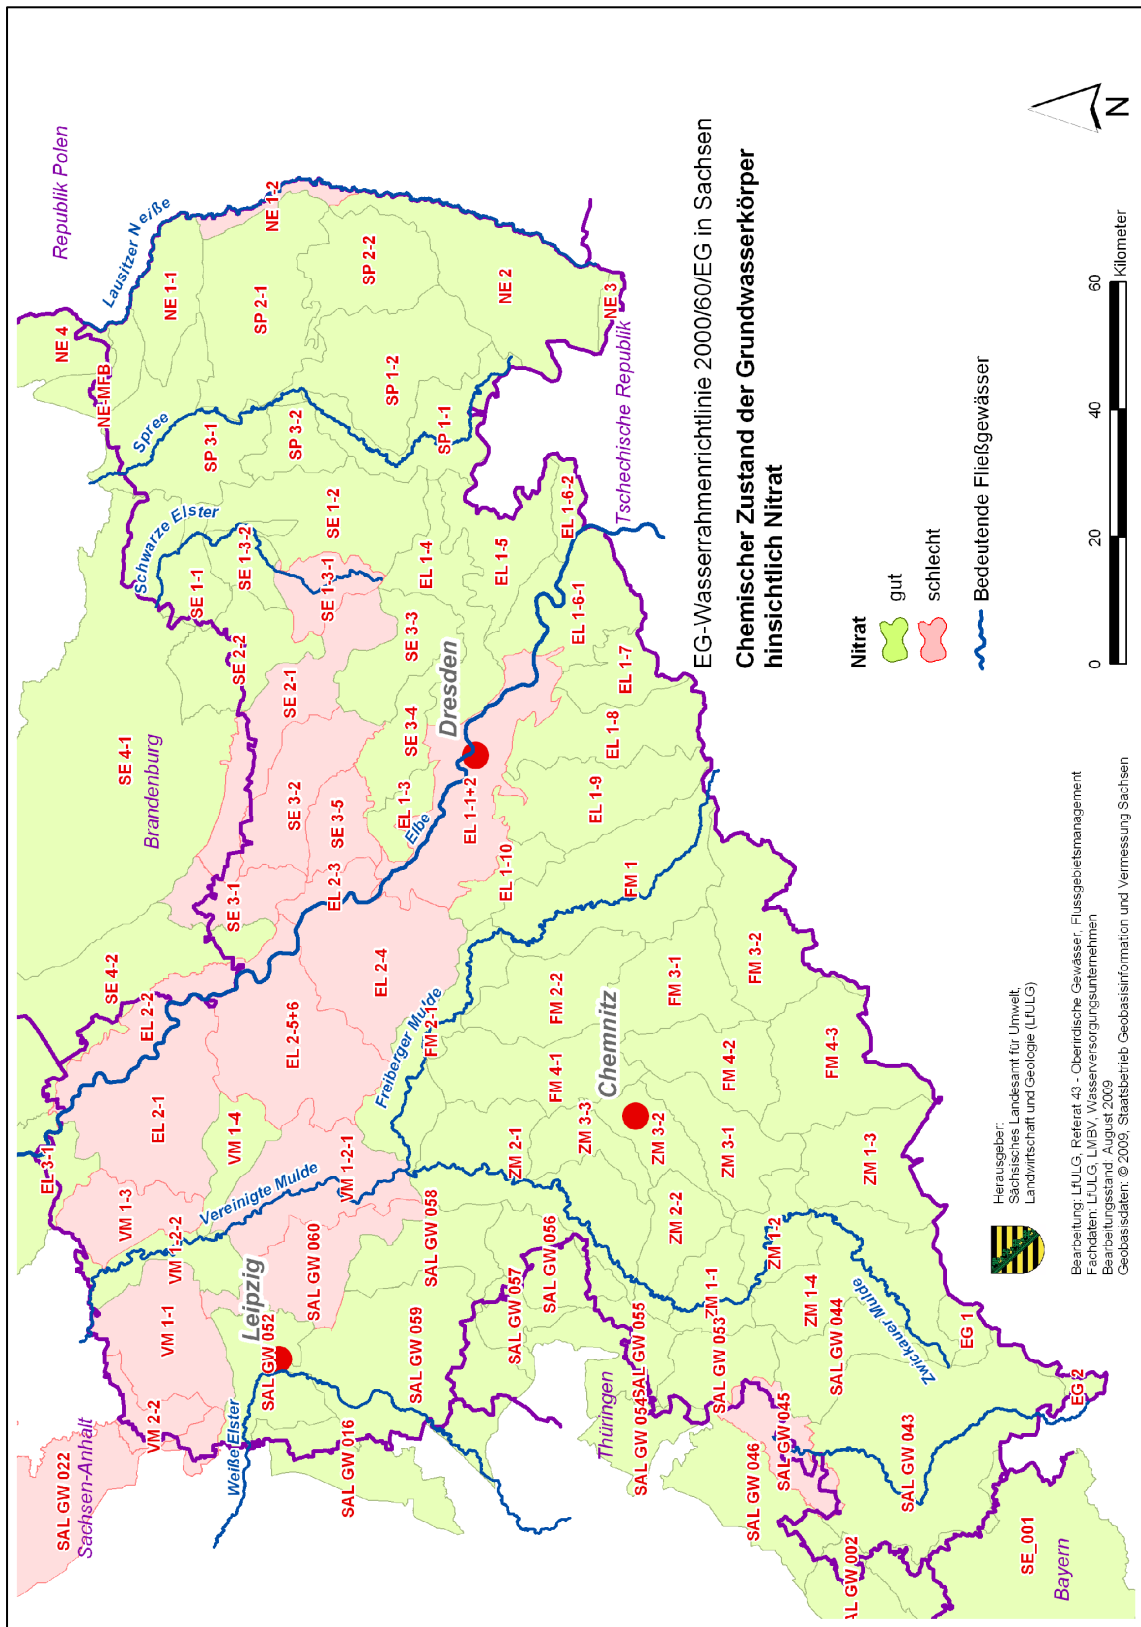 EG-Wasserrahmenrichtlinie 2000/60/EG in Sachsen
Chemischer Zustand der Grundwasserkörper
hinsichtlich Nitrat
Nitrat
gut
schlecht
Bedeutende Fließgewässer
0
20
40
60
Kilometer
N
Herausgeber:
Sächsisches Landesamt für Umwelt,
Landwirtschaft und Geologie (LfULG)
Bearbeitung: LfULG, Referat 43 - Oberirdische Gewässer, Flussgebietsmanagement
Fachdaten: LfULG, LMBV, Wasserversorgungsunternehmen
Bearbeitungsstand: August 2009
Geobasisdaten: © 2009, Staatsbetrieb Geobasisinformation und Vermessung Sachsen
Republik Polen
Tschechische Republik
Brandenburg
Sachsen-Anhalt
Thüringen
Bayern
Dresden
Chemnitz
Leipzig
Lausitzer Neiße
Spree
Schwarze Elster
Elbe
Freiberger Mulde
Vereinigte Mulde
Zwickauer Mulde
Weiße Elster
NE 4
NE-MFB
NE 1-1
NE 1-2
NE 2
NE 3
SP 2-1
SP 2-2
SP 1-2
SP 1-1
SP 3-1
SP 3-2
SE 1-1
SE 1-3-2
SE 1-2
SE 1-3-1
SE 2-2
SE 2-1
SE 3-3
SE 3-4
SE 3-2
SE 3-5
SE 3-1
SE 4-1
SE 4-2
EL 1-4
EL 1-5
EL 1-6-2
EL 1-6-1
EL 1-7
EL 1-8
EL 1-9
EL 1-3
EL 1-1+2
EL 1-10
EL 2-3
EL 2-4
EL 2-2
EL 2-5+6
EL 2-1
EL 3-1
FM 1
FM 2-1
FM 2-2
FM 3-1
FM 3-2
FM 4-1
FM 4-2
FM 4-3
ZM 2-1
ZM 3-3
ZM 3-2
ZM 3-1
ZM 2-2
ZM 1-3
ZM 1-2
ZM 1-1
ZM 1-4
VM 1-4
VM 1-3
VM 1-2-1
VM 1-2-2
VM 1-1
VM 2-2
SAL GW 060
SAL GW 058
SAL GW 052
SAL GW 059
SAL GW 056
SAL GW 057
SAL GW 055
SAL GW 054
SAL GW 053
SAL GW 044
SAL GW 045
SAL GW 046
SAL GW 043
SAL GW 016
SAL GW 022
AL GW 002
EG 1
EG 2
SE_001